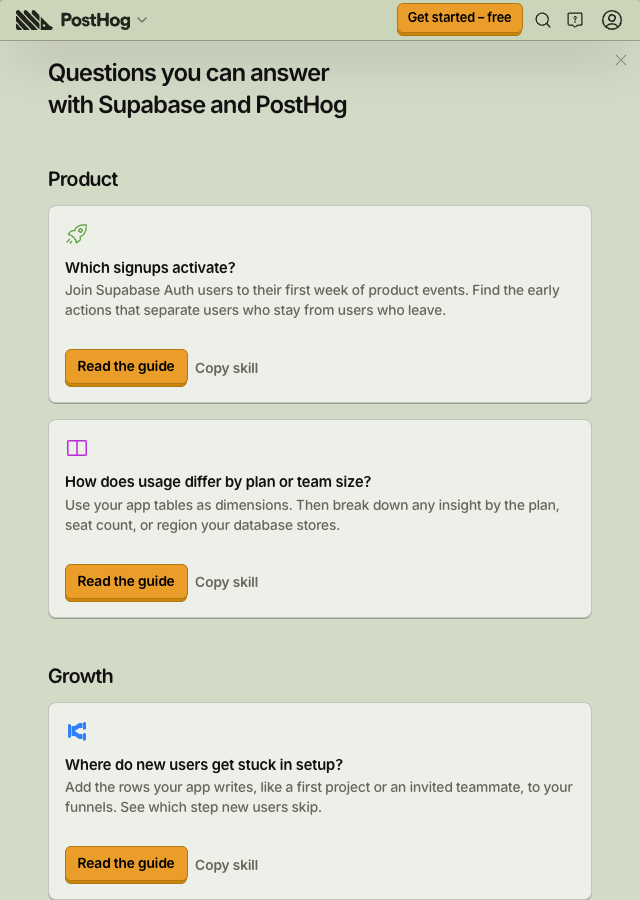 PostHog
Get started – free
Questions you can answer
with Supabase and PostHog
Product
Which signups activate?
Join Supabase Auth users to their first week of product events. Find the early
actions that separate users who stay from users who leave.
Read the guide
Copy skill
How does usage differ by plan or team size?
Use your app tables as dimensions. Then break down any insight by the plan,
seat count, or region your database stores.
Read the guide
Copy skill
Growth
Where do new users get stuck in setup?
Add the rows your app writes, like a first project or an invited teammate, to your
funnels. See which step new users skip.
Read the guide
Copy skill